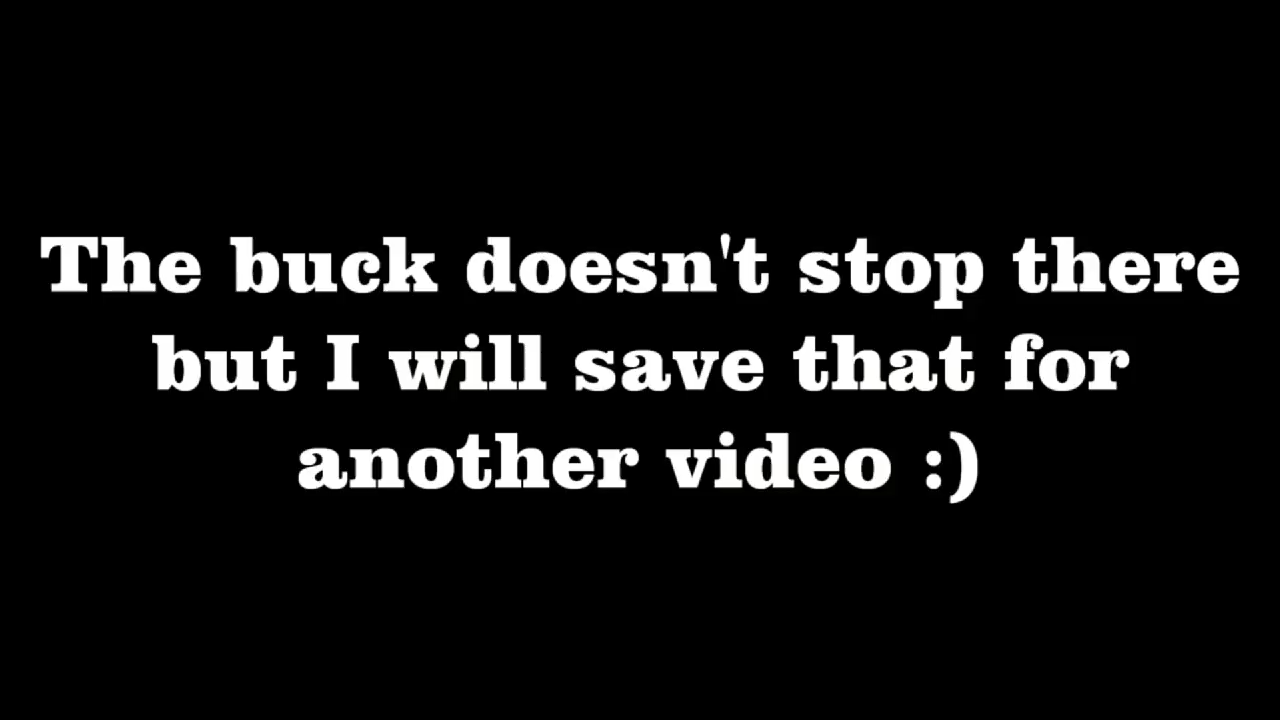 The buck doesn't stop there
but I will save that for
another video :)